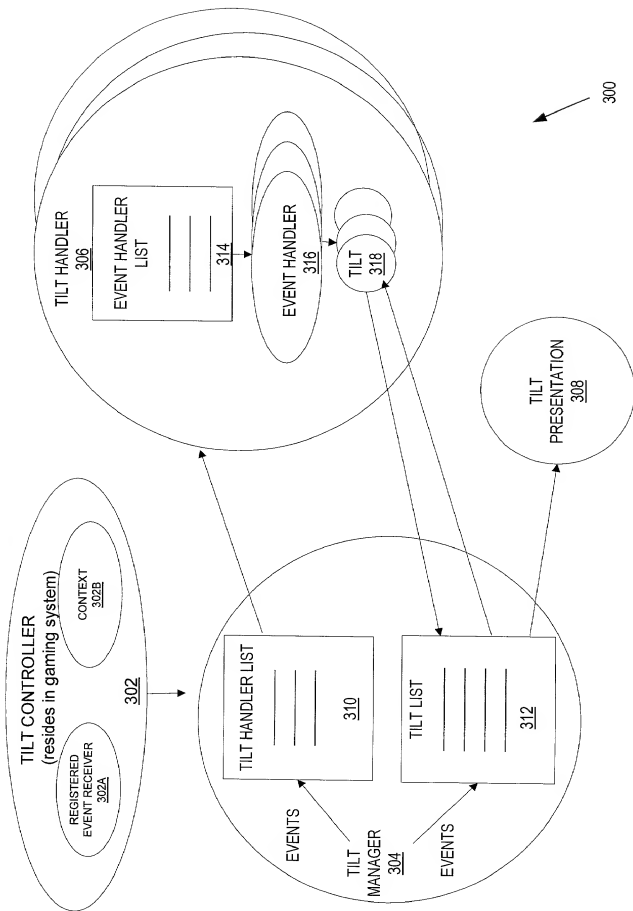 TILT CONTROLLER
(resides in gaming system)
REGISTERED
EVENT RECEIVER
302A
CONTEXT
302B
302
TILT HANDLER
306
EVENT HANDLER
LIST
314
EVENT HANDLER
316
TILT
318
EVENTS
TILT
MANAGER
304
EVENTS
TILT HANDLER LIST
310
TILT LIST
312
TILT
PRESENTATION
308
300